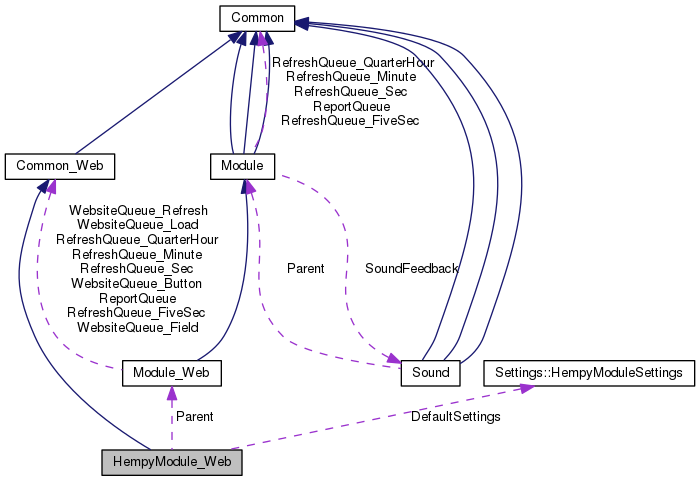 Common
RefreshQueue_QuarterHour
RefreshQueue_Minute
RefreshQueue_Sec
ReportQueue
RefreshQueue_FiveSec
Common_Web
Module
WebsiteQueue_Refresh
WebsiteQueue_Load
RefreshQueue_QuarterHour
RefreshQueue_Minute
RefreshQueue_Sec
WebsiteQueue_Button
ReportQueue
RefreshQueue_FiveSec
WebsiteQueue_Field
Parent
SoundFeedback
Module_Web
Sound
Settings::HempyModuleSettings
Parent
DefaultSettings
HempyModule_Web